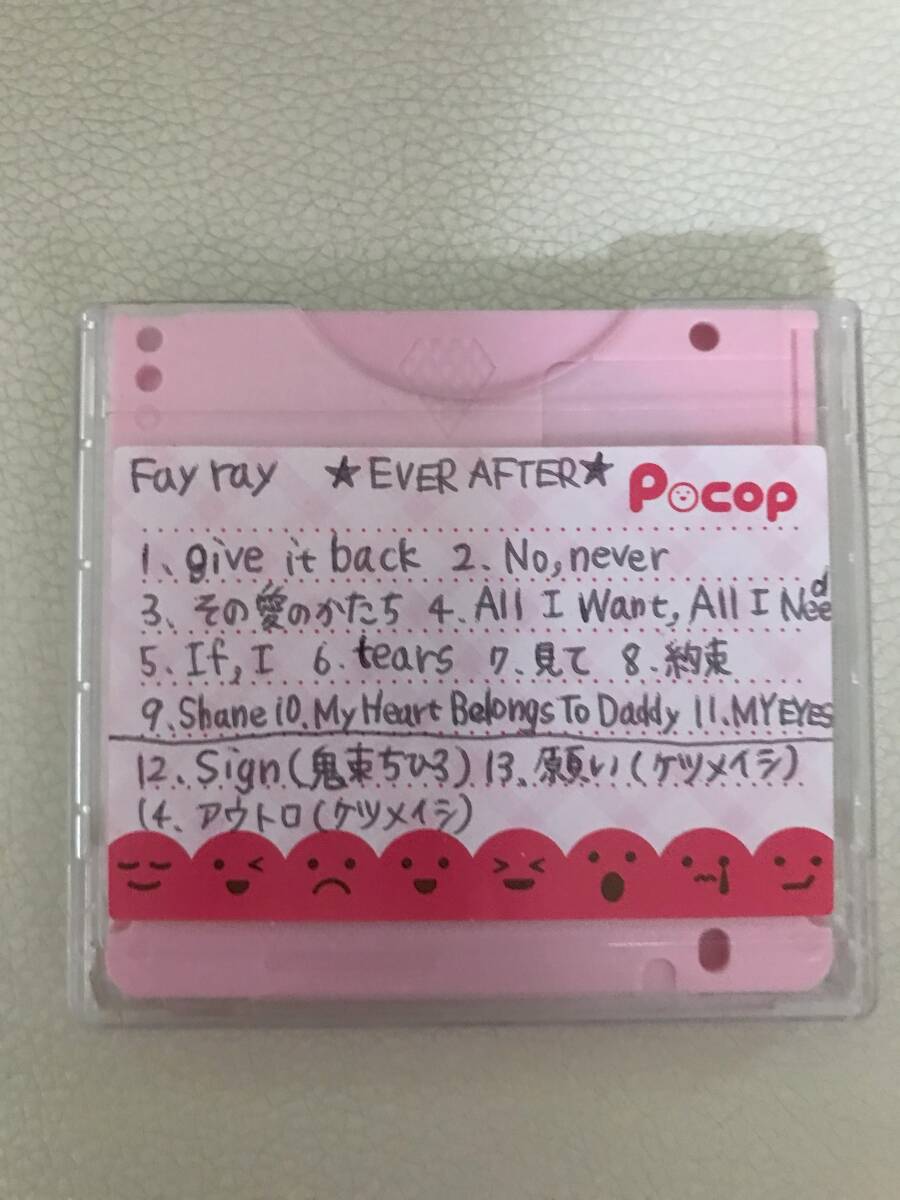 Fay ray ★EVER AFTER★ Pocop
1、give it back 2. No, never
3、その愛のかたち 4. All I Want, All I Need
5. If, I 6. tears 7. 見て 8. 約束
9. Shane 10. My Heart Belongs To Daddy 11. MY EYES
12、Sign(鬼束ちひろ) 13、願い(ケツメイシ)
14、アウトロ(ケツメイシ)